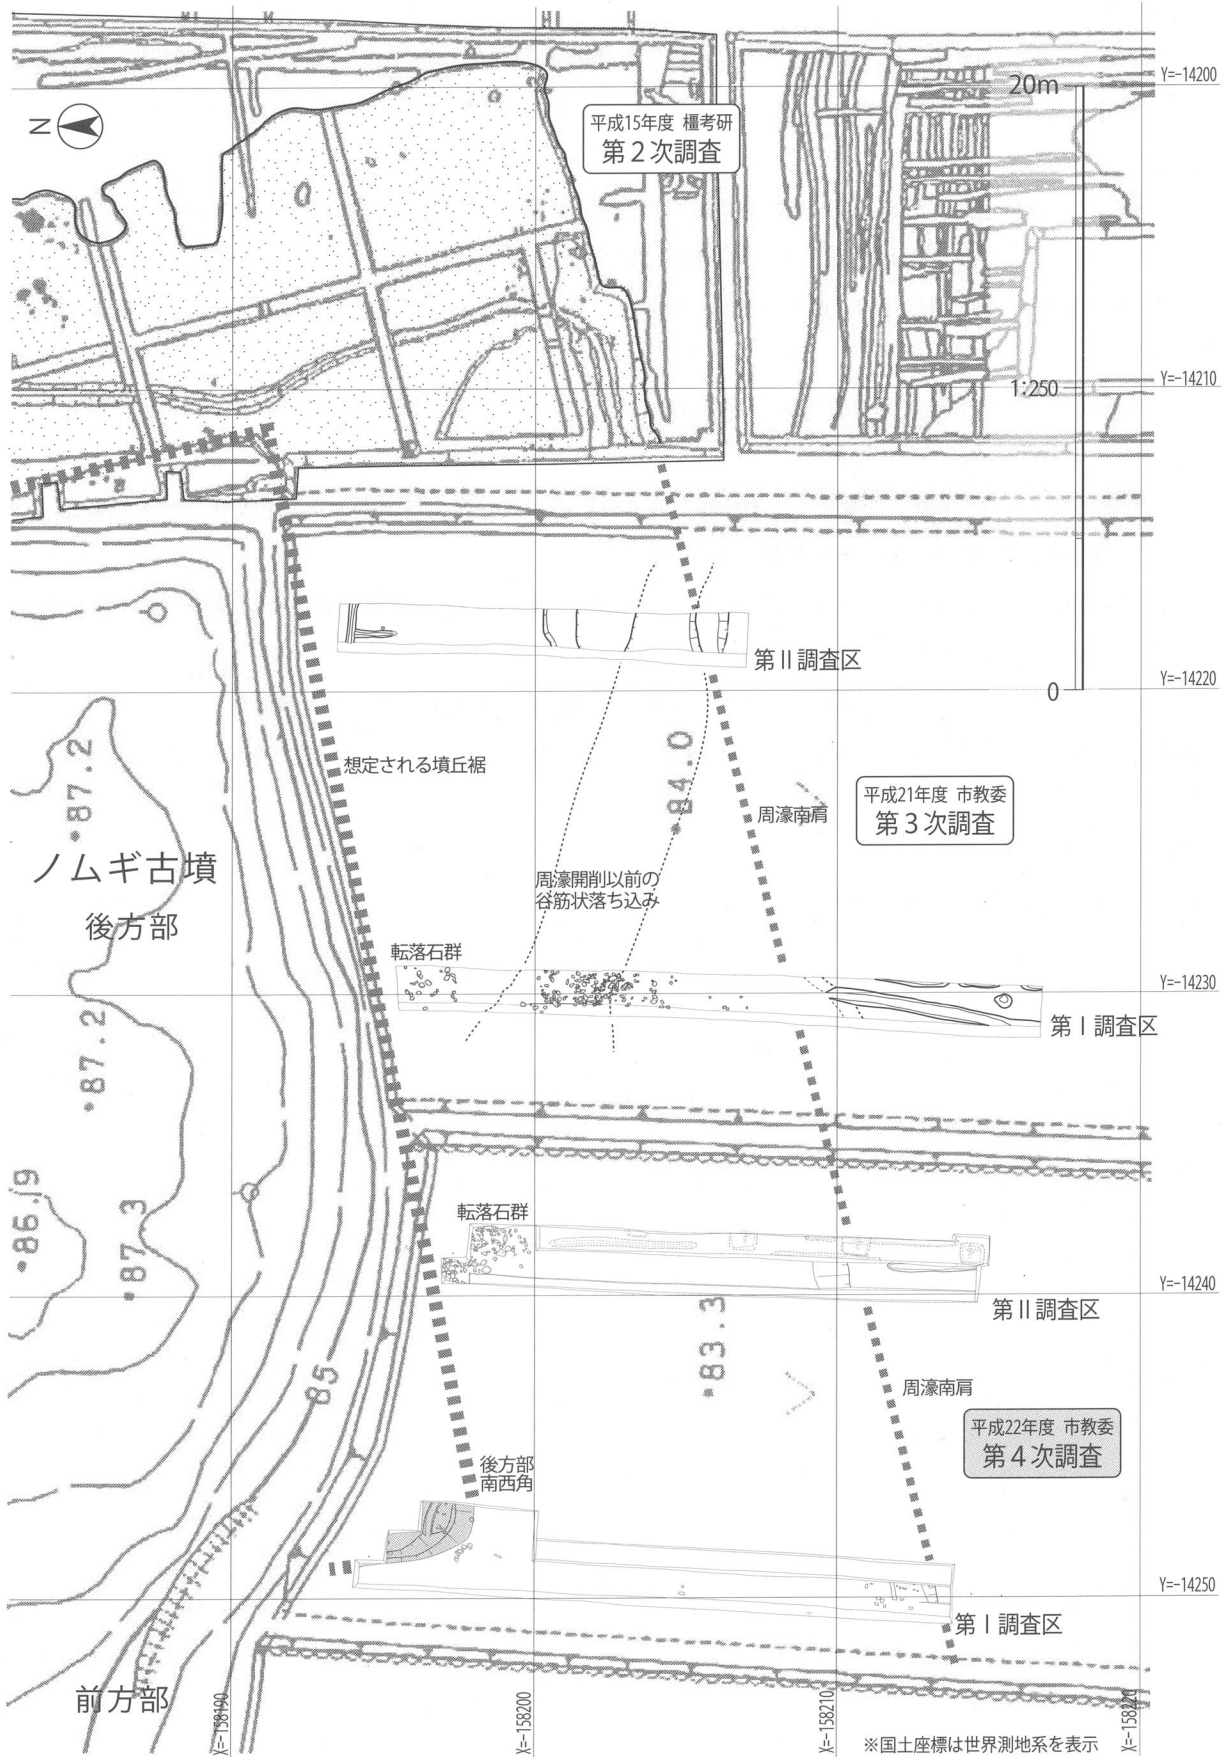 Y=-14200
20m
N
平成15年度 橿考研
第2次調査
Y=-14210
1:250
第Ⅱ調査区
Y=-14220
0
想定される墳丘裾
84.0
87.2
周濠南肩
平成21年度 市教委
第3次調査
ノムギ古墳
後方部
周濠開削以前の
谷筋状落ち込み
転落石群
Y=-14230
第Ⅰ調査区
87.2
86.9
87.3
転落石群
Y=-14240
第Ⅱ調査区
83.3
85
周濠南肩
平成22年度 市教委
第4次調査
後方部
南西角
Y=-14250
第Ⅰ調査区
前方部
X=-158190
X=-158200
X=-158210
X=-158220
※国土座標は世界測地系を表示